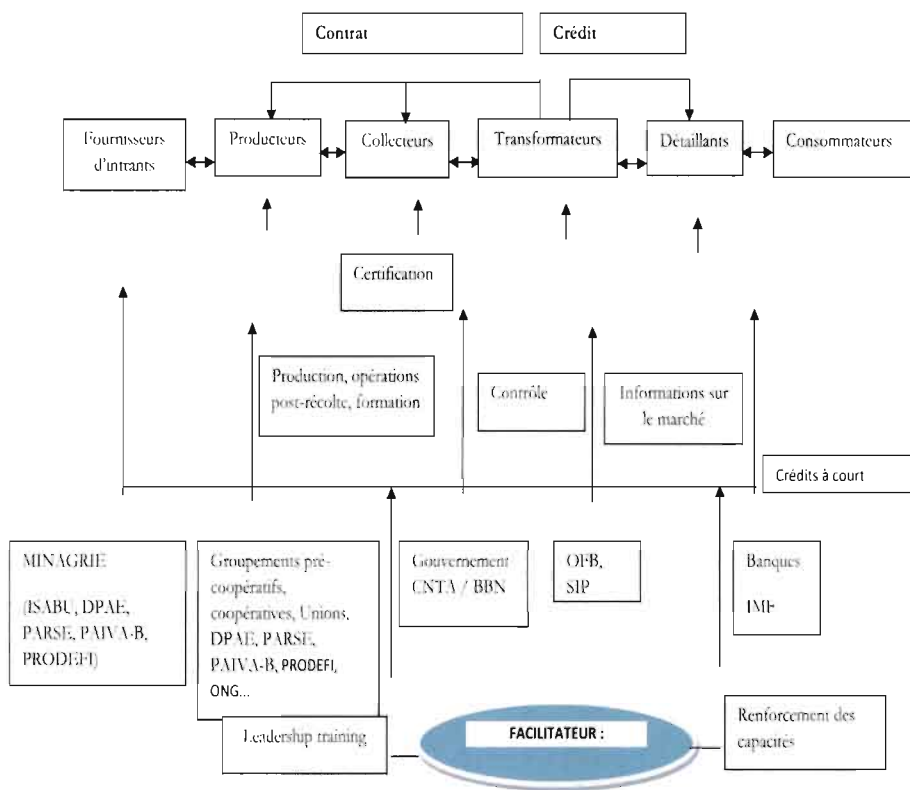 Contrat
Crédit
Fournisseurs
d'intrants
Producteurs
Collecteurs
Transformateurs
Détaillants
Consommateurs
Certification
Production, opérations
post-récolte, formation
Contrôle
Informations sur
le marché
Crédits à court
MINAGRIE
(ISABU, DPAE,
PARSE, PAIVA-B,
PRODEFI)
Groupements pré-
coopératifs,
coopératives, Unions,
DPAE, PARSE,
PAIVA-B, PRODEFI,
ONG...
Gouvernement
CNTA / BBN
OFB,
SIP
Banques
IMF
Leadership training
FACILITATEUR :
Renforcement des
capacités